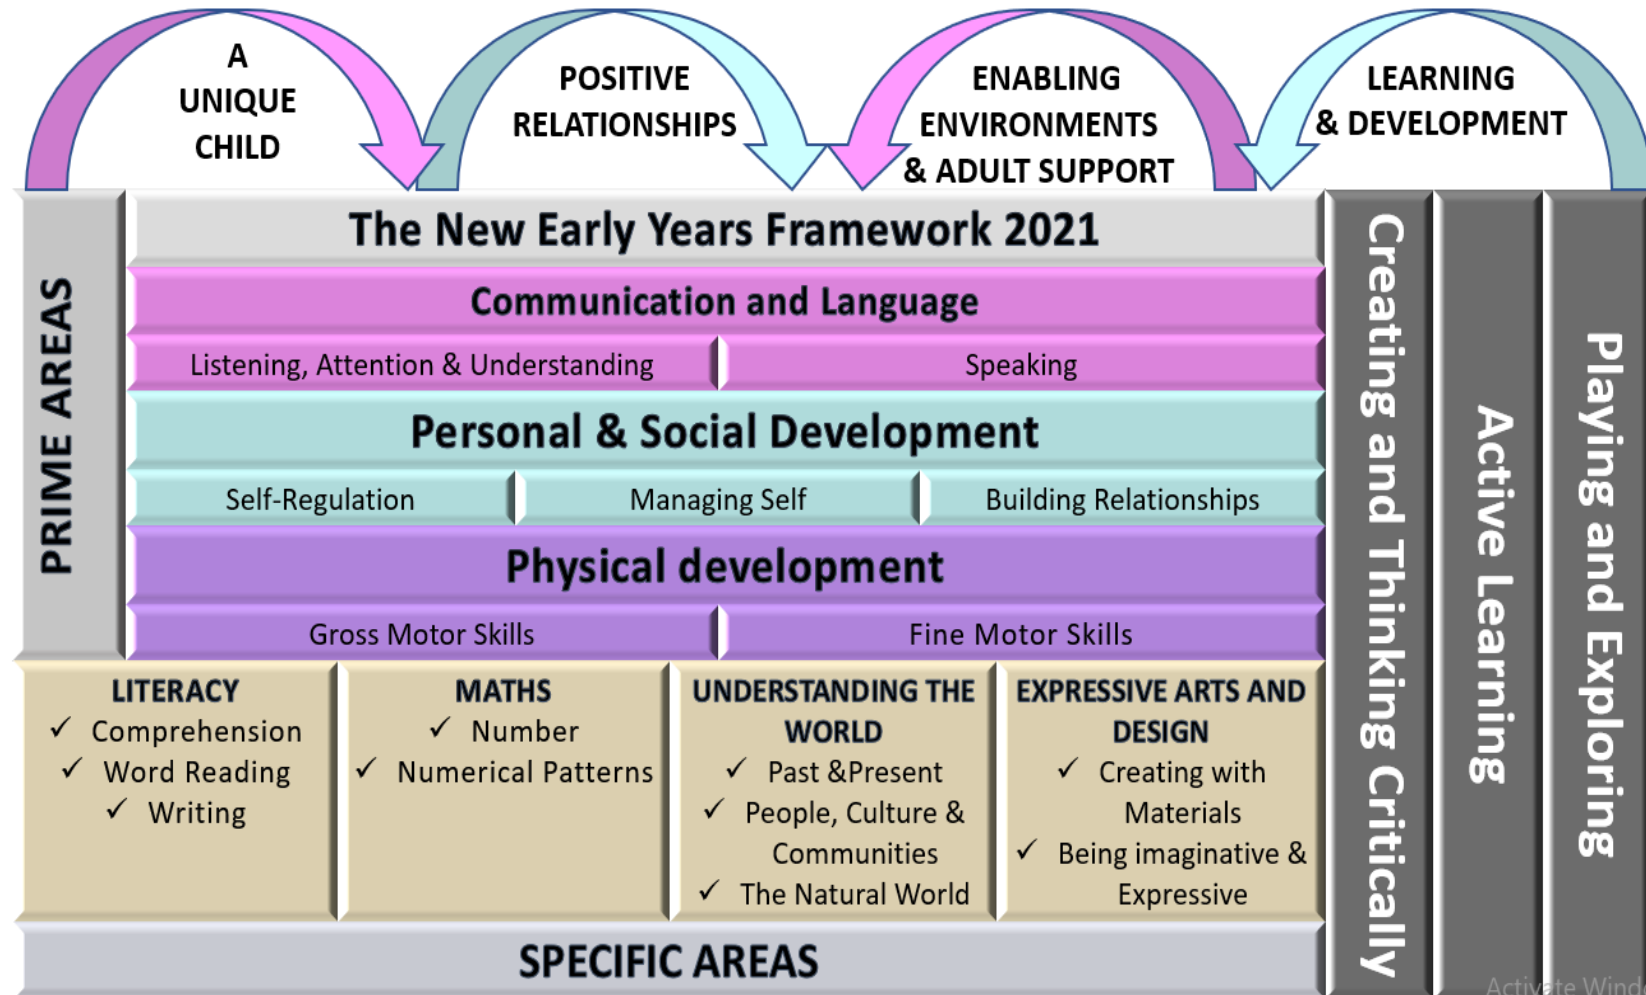 A
UNIQUE
CHILD
POSITIVE
RELATIONSHIPS
ENABLING
ENVIRONMENTS
& ADULT SUPPORT
LEARNING
& DEVELOPMENT
PRIME AREAS
The New Early Years Framework 2021
Communication and Language
Listening, Attention & Understanding
Speaking
Personal & Social Development
Self-Regulation
Managing Self
Building Relationships
Physical development
Gross Motor Skills
Fine Motor Skills
LITERACY
✓ Comprehension
✓ Word Reading
✓ Writing
MATHS
✓ Number
✓ Numerical Patterns
UNDERSTANDING THE
WORLD
✓ Past &Present
✓ People, Culture &
Communities
✓ The Natural World
EXPRESSIVE ARTS AND
DESIGN
✓ Creating with
Materials
✓ Being imaginative &
Expressive
SPECIFIC AREAS
Creating and Thinking Critically
Active Learning
Playing and Exploring
Activate Wind